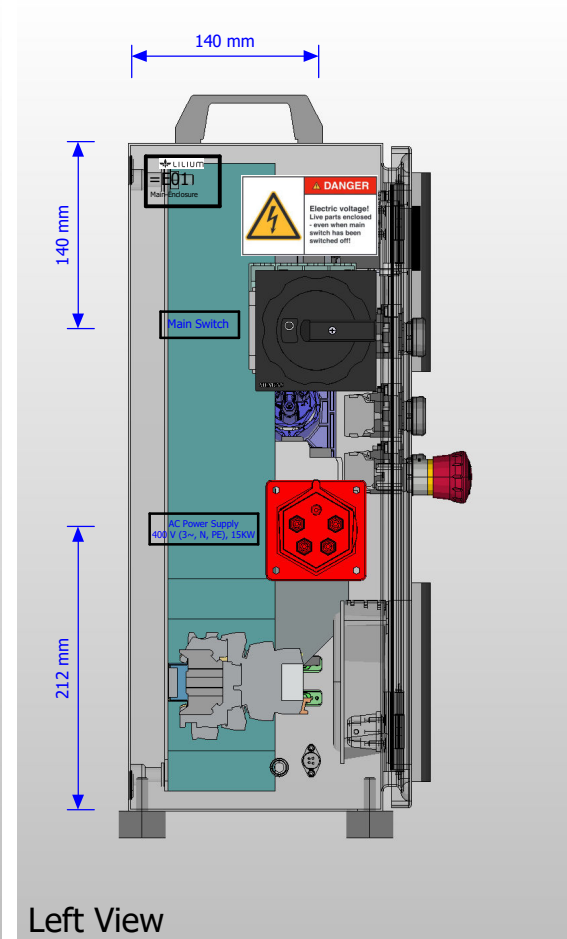 140 mm
LILIUM
=E01
Main-Enclosure
DANGER
Electric voltage!
Live parts enclosed
- even when main
switch has been
switched off!
140 mm
Main Switch
AC Power Supply
400 V (3~, N, PE), 15KW
212 mm
Left View